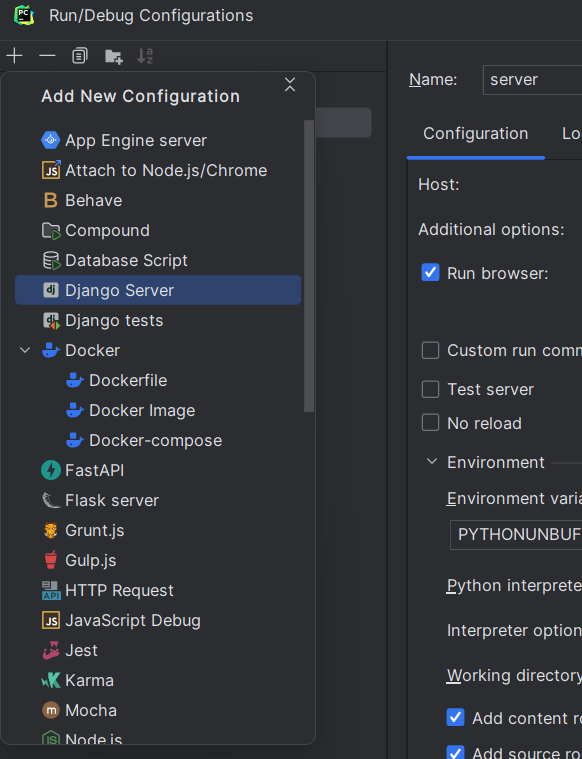 PC
Run/Debug Configurations
Add New Configuration
App Engine server
Attach to Node.js/Chrome
Behave
Compound
Database Script
Django Server
Django tests
Docker
Dockerfile
Docker Image
Docker-compose
FastAPI
Flask server
Grunt.js
Gulp.js
HTTP Request
JavaScript Debug
Jest
Karma
Mocha
Node.js
Name:
server
Configuration
Lo
Host:
Additional options:
Run browser:
Custom run comm
Test server
No reload
Environment
Environment varia
PYTHONUNBUF
Python interprete
Interpreter option
Working directory
Add content ro
Add source ro